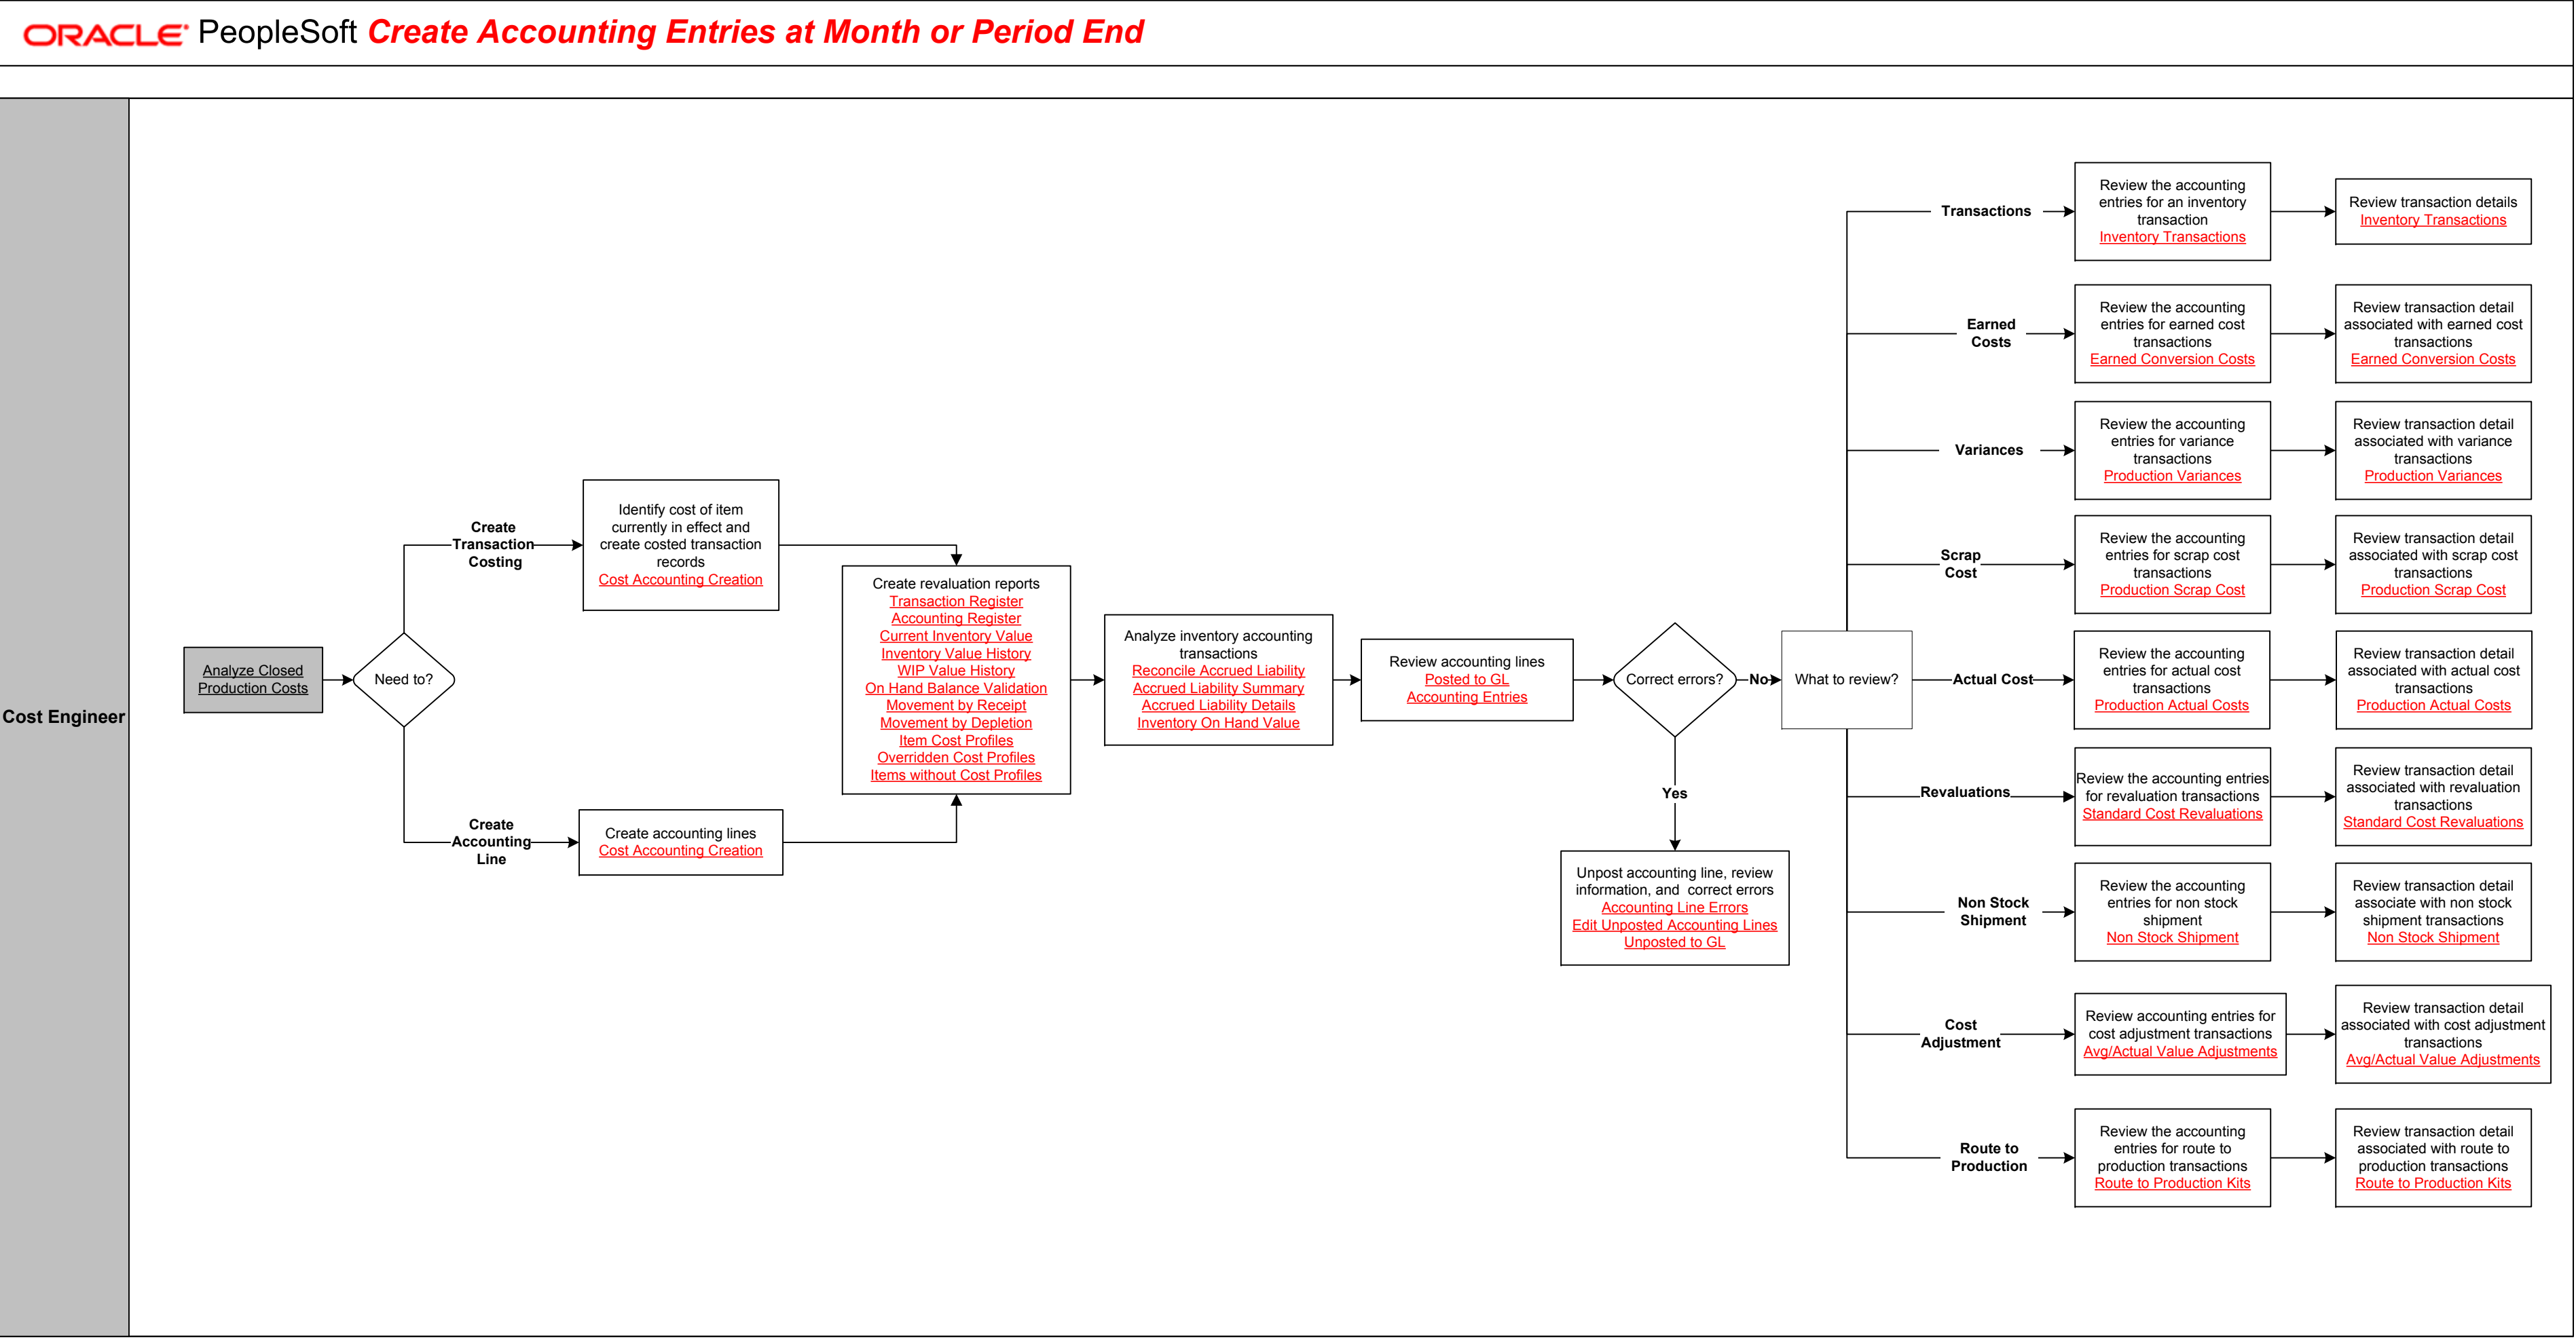 ORACLE® PeopleSoft Create Accounting Entries at Month or Period End
Cost Engineer
Analyze Closed
Production Costs
Need to?
Create
Transaction
Costing
Identify cost of item
currently in effect and
create costed transaction
records
Cost Accounting Creation
Create
Accounting
Line
Create accounting lines
Cost Accounting Creation
Create revaluation reports
Transaction Register
Accounting Register
Current Inventory Value
Inventory Value History
WIP Value History
On Hand Balance Validation
Movement by Receipt
Movement by Depletion
Item Cost Profiles
Overridden Cost Profiles
Items without Cost Profiles
Analyze inventory accounting
transactions
Reconcile Accrued Liability
Accrued Liability Summary
Accrued Liability Details
Inventory On Hand Value
Review accounting lines
Posted to GL
Accounting Entries
Correct errors?
Yes
Unpost accounting line, review
information, and  correct errors
Accounting Line Errors
Edit Unposted Accounting Lines
Unposted to GL
No
What to review?
Transactions
Review the accounting
entries for an inventory
transaction
Inventory Transactions
Review transaction details
Inventory Transactions
Earned
Costs
Review the accounting
entries for earned cost
transactions
Earned Conversion Costs
Review transaction detail
associated with earned cost
transactions
Earned Conversion Costs
Variances
Review the accounting
entries for variance
transactions
Production Variances
Review transaction detail
associated with variance
transactions
Production Variances
Scrap
Cost
Review the accounting
entries for scrap cost
transactions
Production Scrap Cost
Review transaction detail
associated with scrap cost
transactions
Production Scrap Cost
Actual Cost
Review the accounting
entries for actual cost
transactions
Production Actual Costs
Review transaction detail
associated with actual cost
transactions
Production Actual Costs
Revaluations
Review the accounting entries
for revaluation transactions
Standard Cost Revaluations
Review transaction detail
associated with revaluation
transactions
Standard Cost Revaluations
Non Stock
Shipment
Review the accounting
entries for non stock
shipment
Non Stock Shipment
Review transaction detail
associate with non stock
shipment transactions
Non Stock Shipment
Cost
Adjustment
Review accounting entries for
cost adjustment transactions
Avg/Actual Value Adjustments
Review transaction detail
associated with cost adjustment
transactions
Avg/Actual Value Adjustments
Route to
Production
Review the accounting
entries for route to
production transactions
Route to Production Kits
Review transaction detail
associated with route to
production transactions
Route to Production Kits